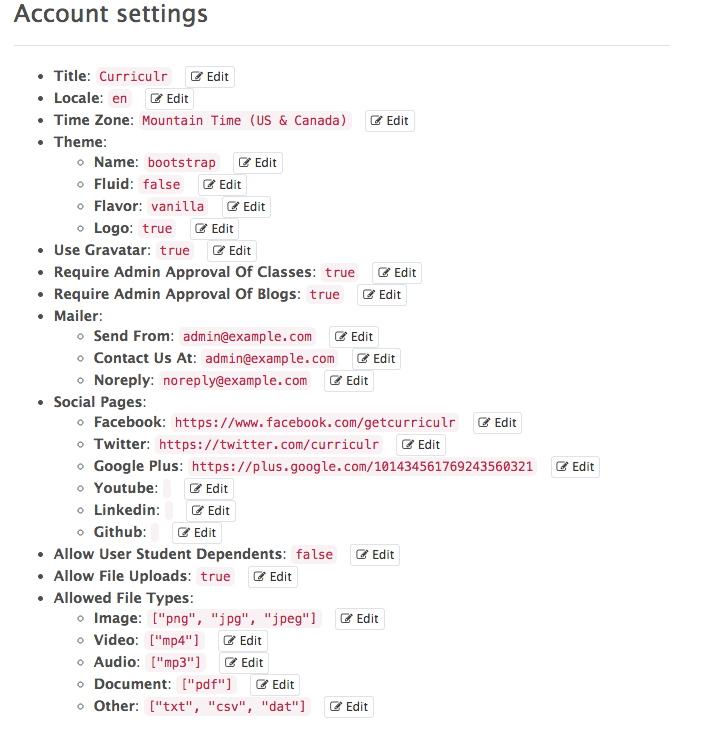 Account settings
Title: Curriculr Edit
Locale: en Edit
Time Zone: Mountain Time (US & Canada) Edit
Theme:
Name: bootstrap Edit
Fluid: false Edit
Flavor: vanilla Edit
Logo: true Edit
Use Gravatar: true Edit
Require Admin Approval Of Classes: true Edit
Require Admin Approval Of Blogs: true Edit
Mailer:
Send From: admin@example.com Edit
Contact Us At: admin@example.com Edit
Noreply: noreply@example.com Edit
Social Pages:
Facebook: https://www.facebook.com/getcurriculr Edit
Twitter: https://twitter.com/curriculr Edit
Google Plus: https://plus.google.com/101434561769243560321 Edit
Youtube: Edit
Linkedin: Edit
Github: Edit
Allow User Student Dependents: false Edit
Allow File Uploads: true Edit
Allowed File Types:
Image: ["png", "jpg", "jpeg"] Edit
Video: ["mp4"] Edit
Audio: ["mp3"] Edit
Document: ["pdf"] Edit
Other: ["txt", "csv", "dat"] Edit